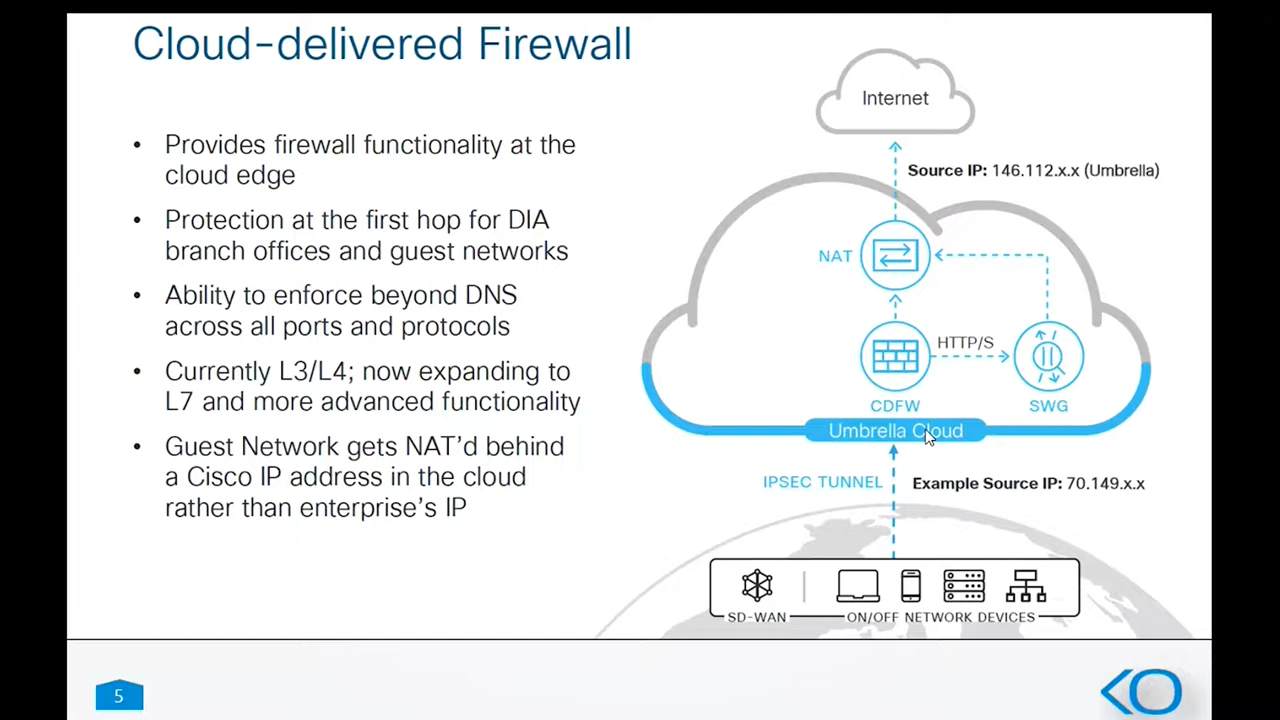 Cloud-delivered Firewall
• Provides firewall functionality at the
cloud edge
• Protection at the first hop for DIA
branch offices and guest networks
• Ability to enforce beyond DNS
across all ports and protocols
• Currently L3/L4; now expanding to
L7 and more advanced functionality
• Guest Network gets NAT’d behind
a Cisco IP address in the cloud
rather than enterprise’s IP
Internet
Source IP: 146.112.x.x (Umbrella)
NAT
HTTP/S
CDFW
SWG
Umbrella Cloud
IPSEC TUNNEL
Example Source IP: 70.149.x.x
SD-WAN
ON/OFF NETWORK DEVICES
5